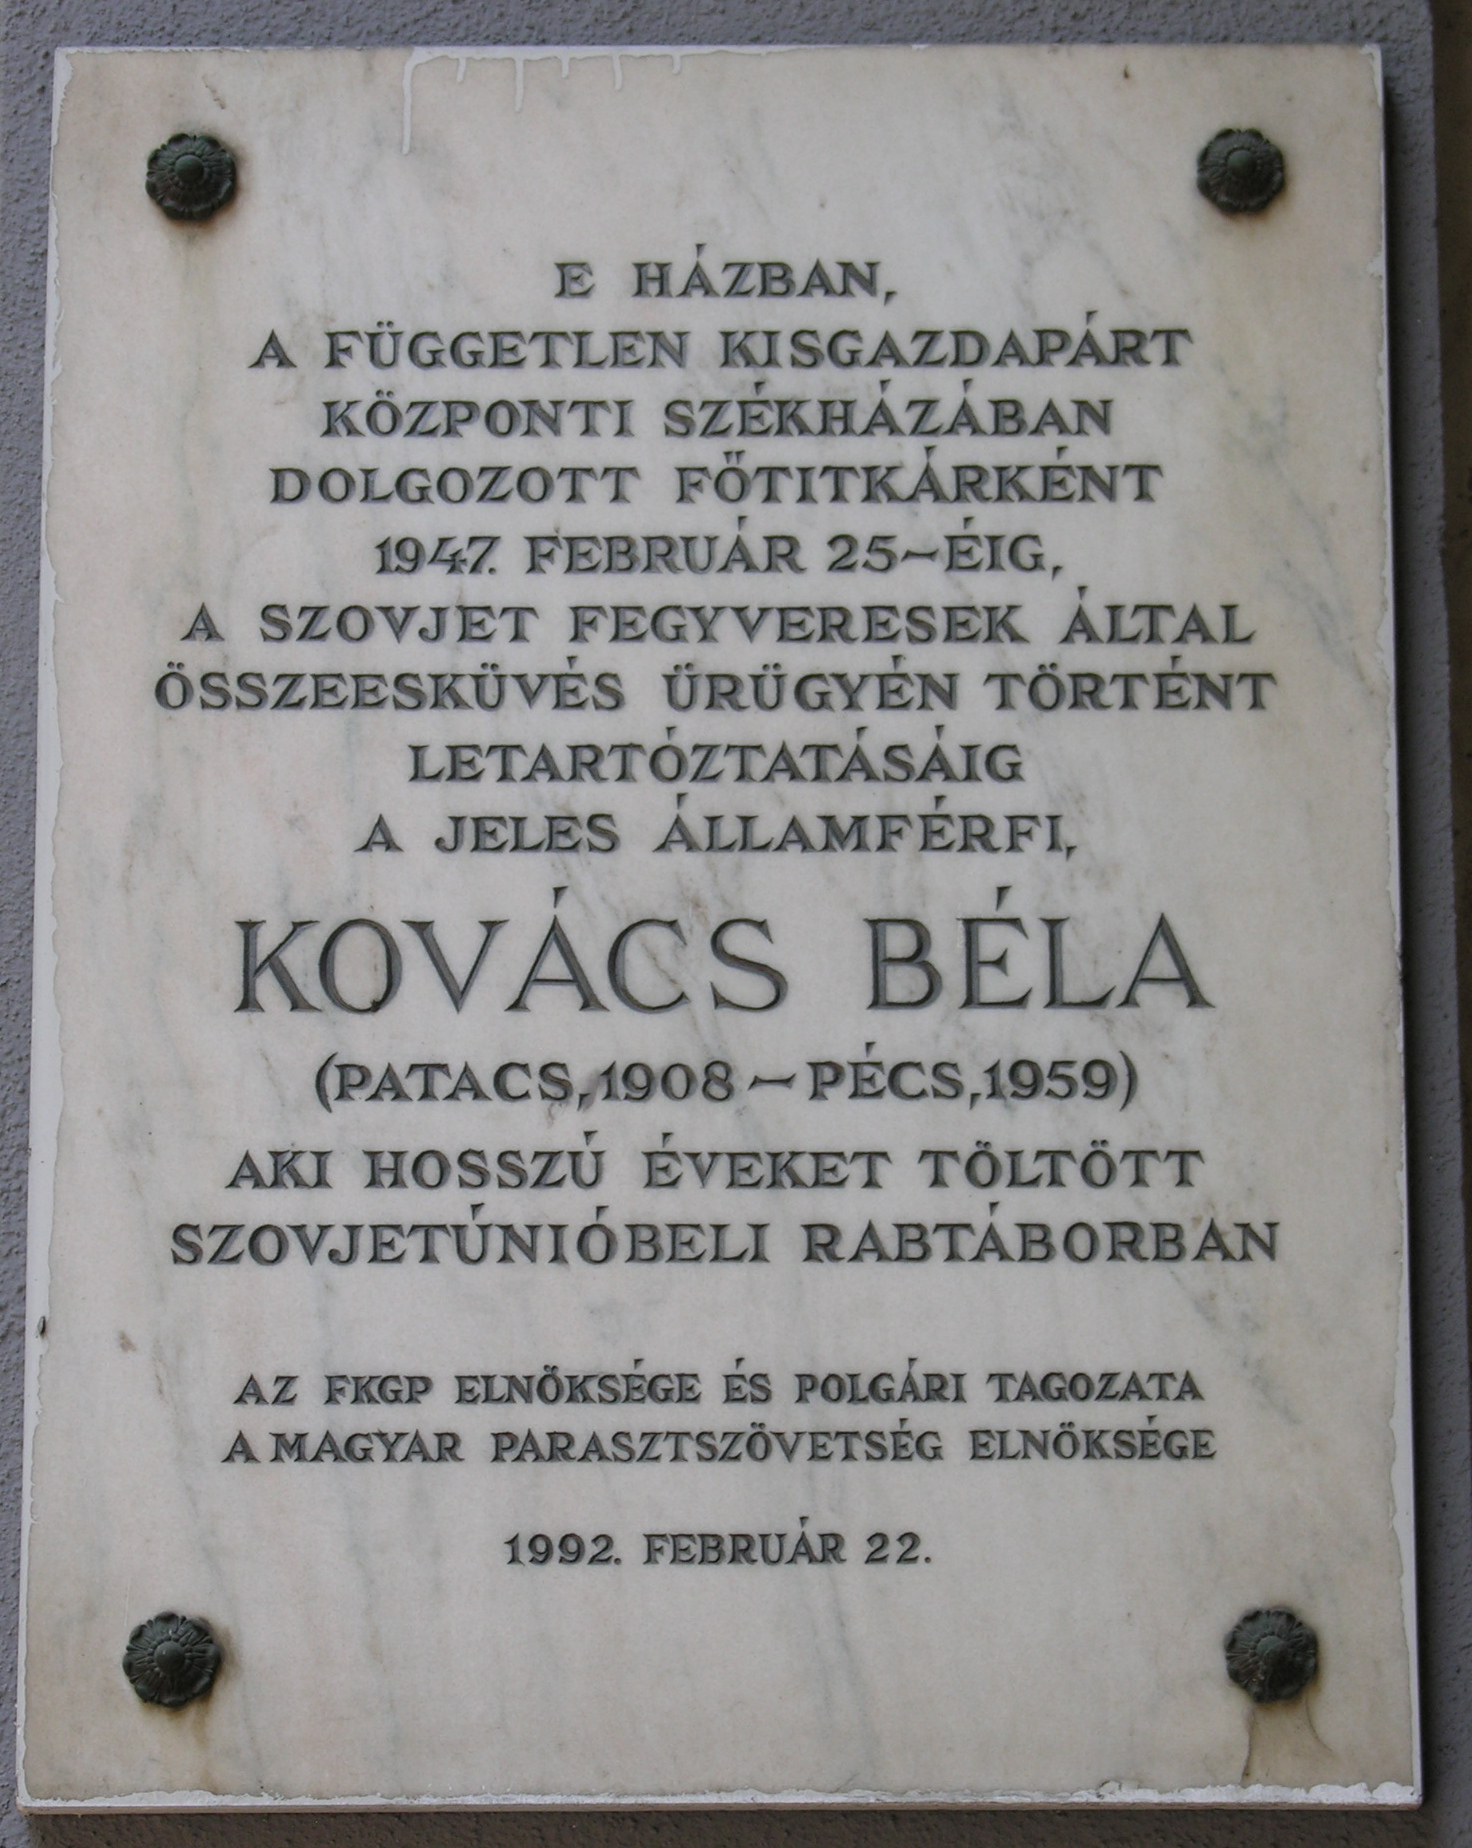 E HÁZBAN,
A FÜGGETLEN KISGAZDAPÁRT
KÖZPONTI SZÉKHÁZÁBAN
DOLGOZOTT FŐTITKÁRKÉNT
1947. FEBRUÁR 25-ÉIG,
A SZOVJET FEGYVERESEK ÁLTAL
ÖSSZEESKÜVÉS ÜRÜGYÉN TÖRTÉNT
LETARTÓZTATÁSÁIG
A JELES ÁLLAMFÉRFI,
KOVÁCS BÉLA
(PATACS, 1908 - PÉCS, 1959)
AKI HOSSZÚ ÉVEKET TÖLTÖTT
SZOVJETÚNIÓBELI RABTÁBORBAN
AZ FKGP ELNÖKSÉGE ÉS POLGÁRI TAGOZATA
A MAGYAR PARASZTSZÖVETSÉG ELNÖKSÉGE
1992. FEBRUÁR 22.